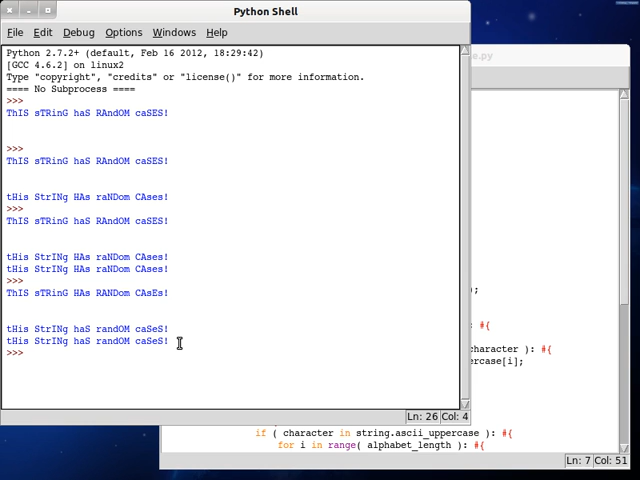 Python Shell
File Edit Debug Options Windows Help
Python 2.7.2+ (default, Feb 16 2012, 18:29:42)
[GCC 4.6.2] on linux2
Type "copyright", "credits" or "license()" for more information.
==== No Subprocess ====
>>>
ThIS sTRinG haS RAndOM caSES!
>>>
ThIS sTRinG haS RAndOM caSES!
tHis StrINg HAs raNDom CAses!
>>>
ThIS sTRinG haS RAndOM caSES!
tHis StrINg HAs raNDom CAses!
tHis StrINg HAs raNDom CAses!
>>>
ThIS sTRinG HAs RANDom CAsEs!
tHis StrINg haS randOM caSeS!
tHis StrINg haS randOM caSeS!
>>>
Ln: 26 Col: 4
.py
);
: #{
character ): #{
ercase[i];
if ( character in string.ascii_uppercase ): #{
for i in range( alphabet_length ): #{
Ln: 7 Col: 51